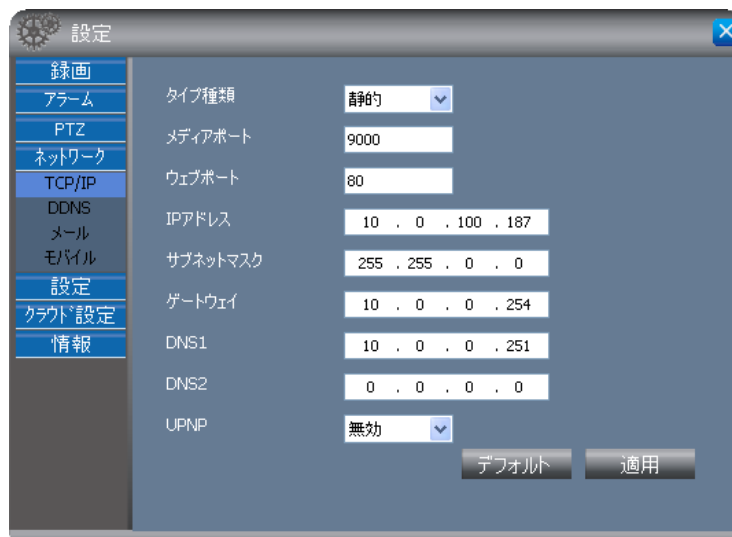 設定
録画
アラーム
PTZ
ネットワーク
TCP/IP
DDNS
メール
モバイル
設定
クラウド設定
情報
タイプ種類 静的
メディアポート 9000
ウェブポート 80
IPアドレス 10 . 0 . 100 . 187
サブネットマスク 255 . 255 . 0 . 0
ゲートウェイ 10 . 0 . 0 . 254
DNS1 10 . 0 . 0 . 251
DNS2 0 . 0 . 0 . 0
UPNP 無効
デフォルト 適用